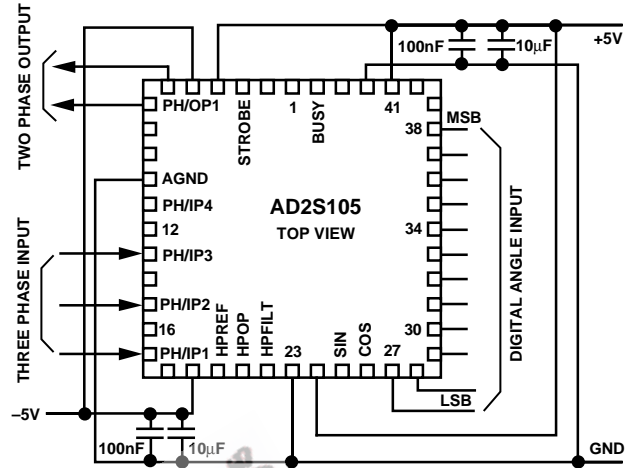 +5V
100nF
10µF
TWO PHASE OUTPUT
PH/OP1
STROBE
1
BUSY
41
38
MSB
AGND
PH/IP4
12
AD2S105
TOP VIEW
34
PH/IP3
THREE PHASE INPUT
PH/IP2
16
PH/IP1
HPREF
HPOP
HPFILT
23
SIN
COS
27
30
DIGITAL ANGLE INPUT
LSB
–5V
100nF
10µF
GND